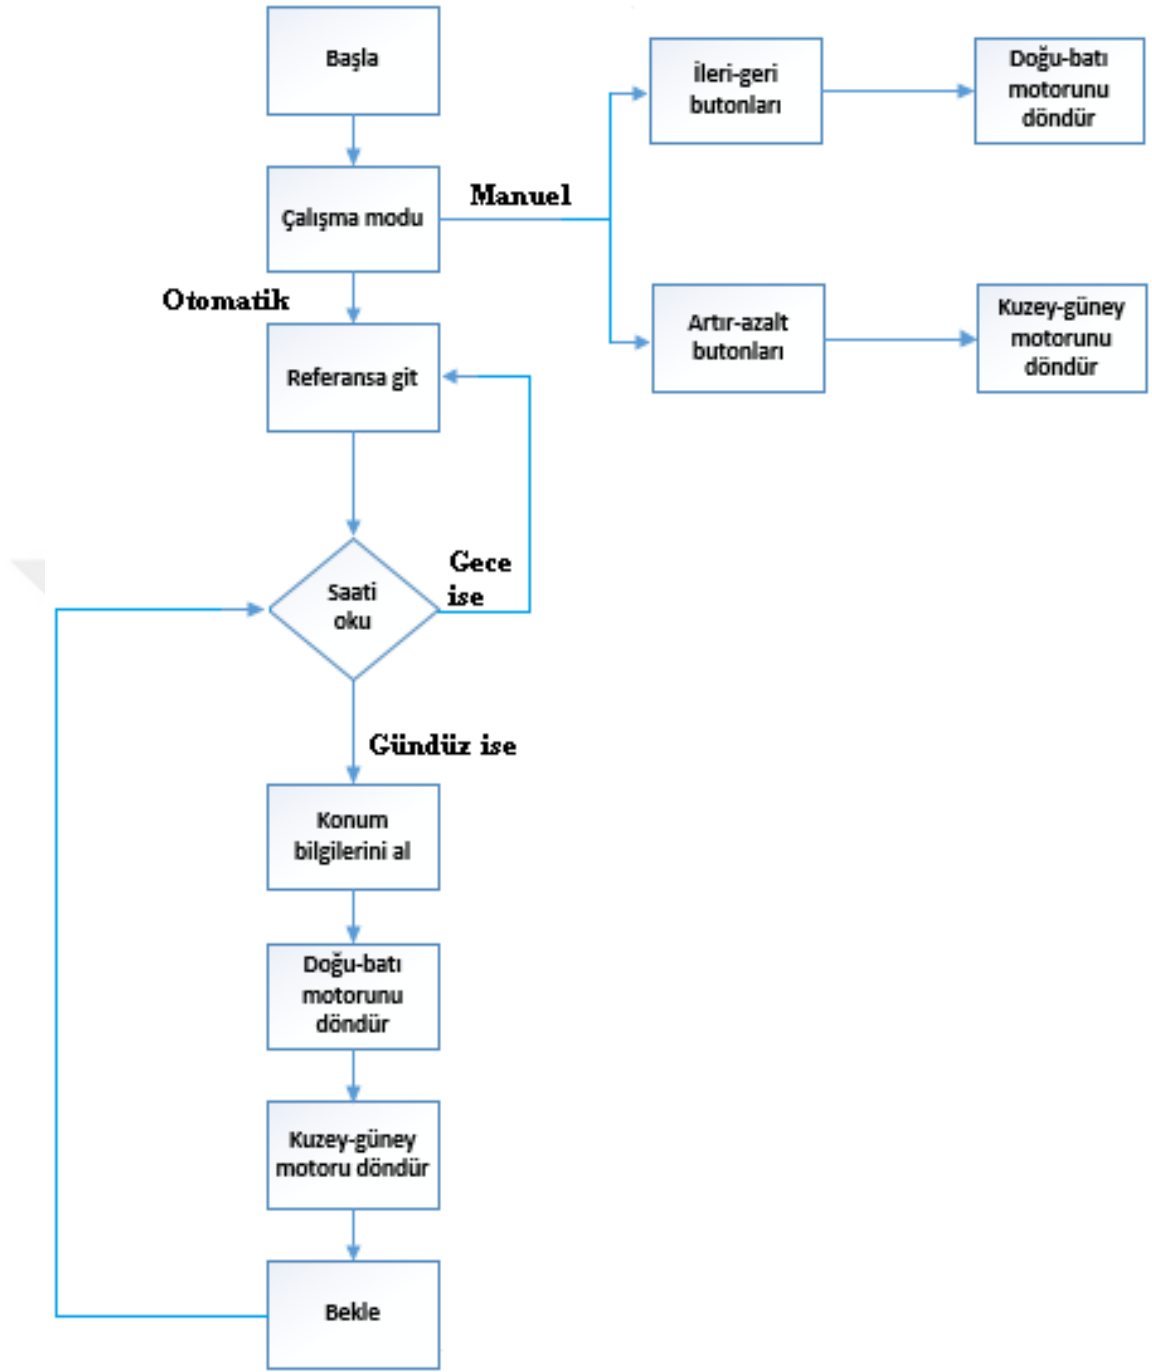 Başla
İleri-geri
butonları
Doğu-batı
motorunu
döndür
Manuel
Çalışma modu
Otomatik
Artır-azalt
butonları
Kuzey-güney
motorunu
döndür
Referansa git
Gece
ise
Saati
oku
Gündüz ise
Konum
bilgilerini al
Doğu-batı
motorunu
döndür
Kuzey-güney
motoru döndür
Bekle